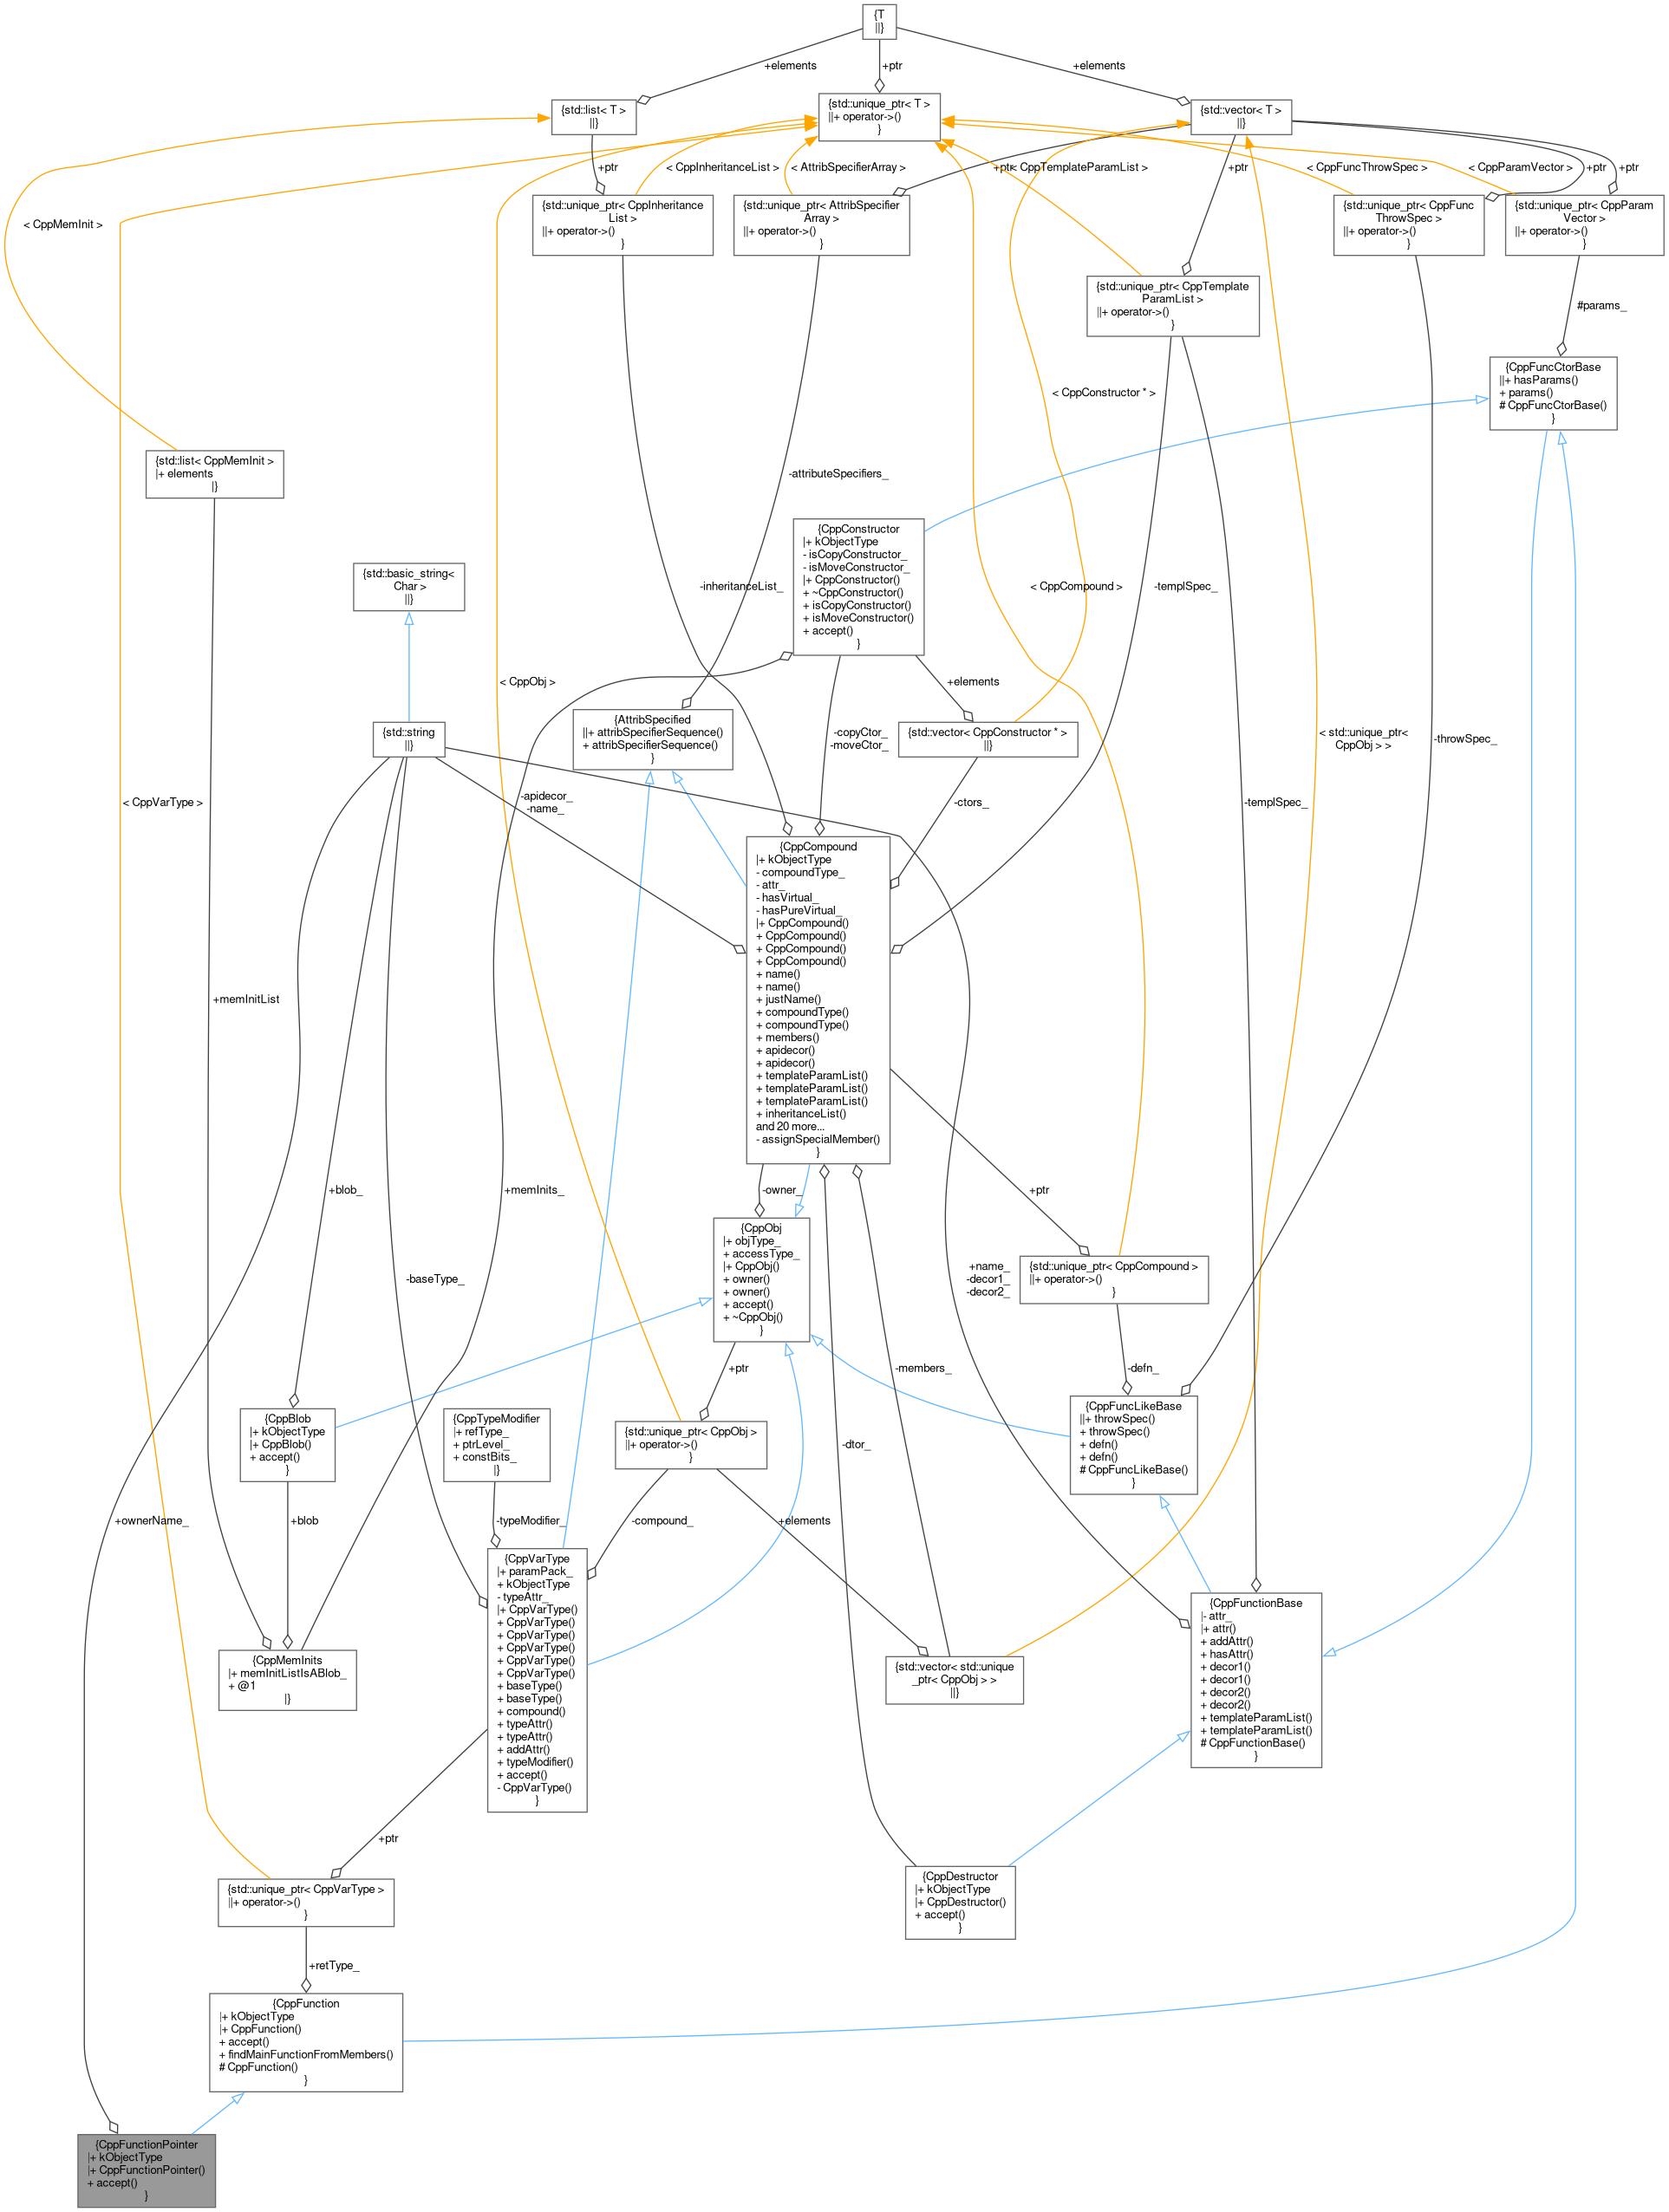 {T
||}
+elements
+ptr
+elements
{std::list< T >
||}
{std::unique_ptr< T >
||+ operator->()
}
{std::vector< T >
||}
+ptr
< CppInheritanceList >
< AttribSpecifierArray >
+ptr
< CppTemplateParamList >
+ptr
< CppFuncThrowSpec >
< CppParamVector >
+ptr
+ptr
< CppMemInit >
{std::unique_ptr< CppInheritance
List >
||+ operator->()
}
{std::unique_ptr< AttribSpecifier
Array >
||+ operator->()
}
{std::unique_ptr< CppFunc
ThrowSpec >
||+ operator->()
}
{std::unique_ptr< CppParam
Vector >
||+ operator->()
}
{std::unique_ptr< CppTemplate
ParamList >
||+ operator->()
}
#params_
{CppFuncCtorBase
||+ hasParams()
+ params()
# CppFuncCtorBase()
}
< CppConstructor * >
{std::list< CppMemInit >
|+ elements
|}
-attributeSpecifiers_
{CppConstructor
|+ kObjectType
- isCopyConstructor_
- isMoveConstructor_
|+ CppConstructor()
+ ~CppConstructor()
+ isCopyConstructor()
+ isMoveConstructor()
+ accept()
}
{std::basic_string<
Char >
||}
-inheritanceList_
< CppCompound >
-templSpec_
< CppObj >
+elements
{std::string
||}
{AttribSpecified
||+ attribSpecifierSequence()
+ attribSpecifierSequence()
}
-copyCtor_
-moveCtor_
{std::vector< CppConstructor * >
||}
< std::unique_ptr<
CppObj > >
-throwSpec_
< CppVarType >
-apidecor_
-name_
-ctors_
-templSpec_
{CppCompound
|+ kObjectType
- compoundType_
- attr_
- hasVirtual_
- hasPureVirtual_
|+ CppCompound()
+ CppCompound()
+ CppCompound()
+ CppCompound()
+ name()
+ name()
+ justName()
+ compoundType()
+ compoundType()
+ members()
+ apidecor()
+ apidecor()
+ templateParamList()
+ templateParamList()
+ templateParamList()
+ inheritanceList()
and 20 more...
- assignSpecialMember()
}
+memInitList
+blob_
+memInits_
-owner_
+ptr
{CppObj
|+ objType_
+ accessType_
|+ CppObj()
+ owner()
+ owner()
+ accept()
+ ~CppObj()
}
-baseType_
+name_
-decor1_
-decor2_
{std::unique_ptr< CppCompound >
||+ operator->()
}
+ptr
-members_
-defn_
{CppBlob
|+ kObjectType
|+ CppBlob()
+ accept()
}
{CppTypeModifier
|+ refType_
+ ptrLevel_
+ constBits_
|}
{std::unique_ptr< CppObj >
||+ operator->()
}
-dtor_
{CppFuncLikeBase
||+ throwSpec()
+ throwSpec()
+ defn()
+ defn()
# CppFuncLikeBase()
}
+ownerName_
+blob
-typeModifier_
-compound_
+elements
{CppVarType
|+ paramPack_
+ kObjectType
- typeAttr_
|+ CppVarType()
+ CppVarType()
+ CppVarType()
+ CppVarType()
+ CppVarType()
+ CppVarType()
+ baseType()
+ baseType()
+ compound()
+ typeAttr()
+ typeAttr()
+ addAttr()
+ typeModifier()
+ accept()
- CppVarType()
}
{CppMemInits
|+ memInitListIsABlob_
+ @1
|}
{std::vector< std::unique
_ptr< CppObj > >
||}
{CppFunctionBase
|- attr_
|+ attr()
+ addAttr()
+ hasAttr()
+ decor1()
+ decor1()
+ decor2()
+ decor2()
+ templateParamList()
+ templateParamList()
# CppFunctionBase()
}
+ptr
{std::unique_ptr< CppVarType >
||+ operator->()
}
{CppDestructor
|+ kObjectType
|+ CppDestructor()
+ accept()
}
+retType_
{CppFunction
|+ kObjectType
|+ CppFunction()
+ accept()
+ findMainFunctionFromMembers()
# CppFunction()
}
{CppFunctionPointer
|+ kObjectType
|+ CppFunctionPointer()
+ accept()
}